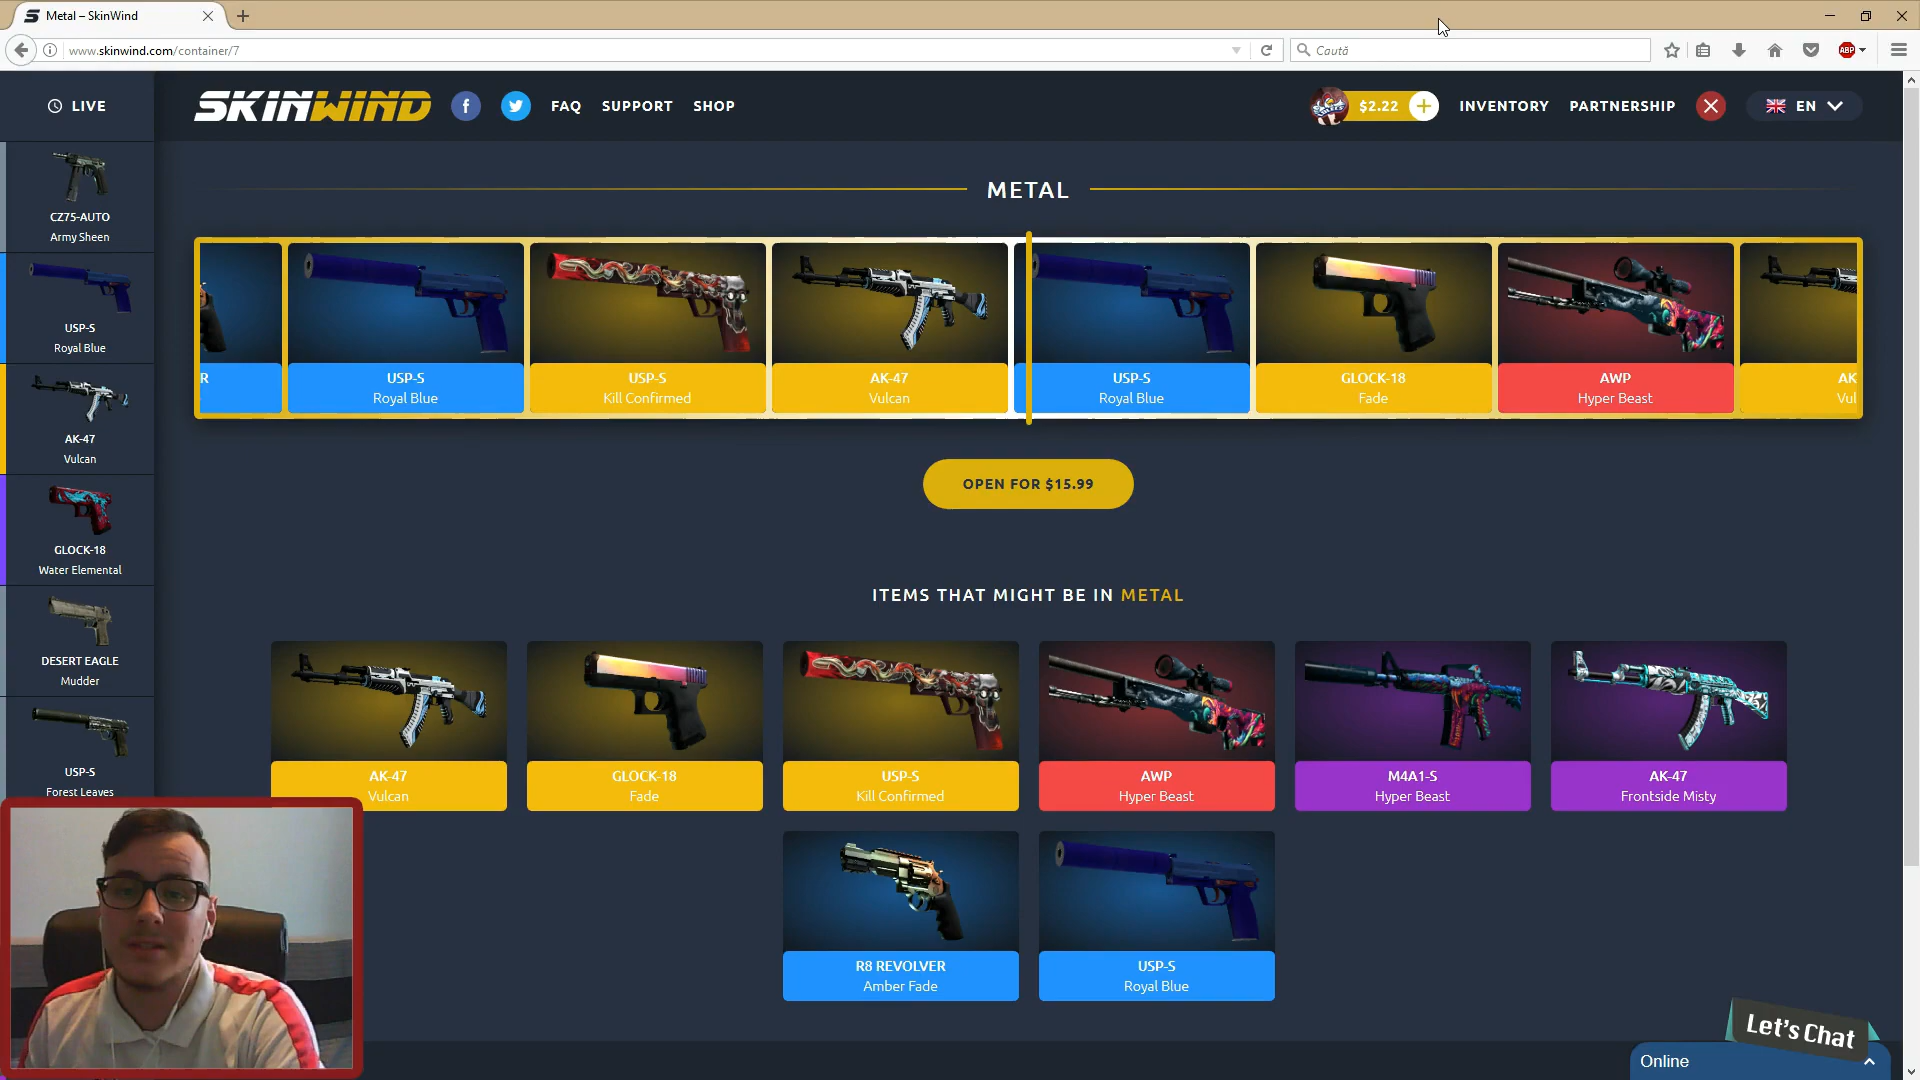 Metal – SkinWind
www.skinwind.com/container/7
Caută
ABP
LIVE
SKINWIND
FAQ
SUPPORT
SHOP
$2.22
INVENTORY
PARTNERSHIP
EN
CZ75-AUTO
Army Sheen
USP-S
Royal Blue
AK-47
Vulcan
GLOCK-18
Water Elemental
DESERT EAGLE
Mudder
USP-S
Forest Leaves
METAL
R
USP-S
Royal Blue
USP-S
Kill Confirmed
AK-47
Vulcan
USP-S
Royal Blue
GLOCK-18
Fade
AWP
Hyper Beast
AK
Vul
OPEN FOR $15.99
ITEMS THAT MIGHT BE IN METAL
AK-47
Vulcan
GLOCK-18
Fade
USP-S
Kill Confirmed
AWP
Hyper Beast
M4A1-S
Hyper Beast
AK-47
Frontside Misty
R8 REVOLVER
Amber Fade
USP-S
Royal Blue
Let's Chat
Online